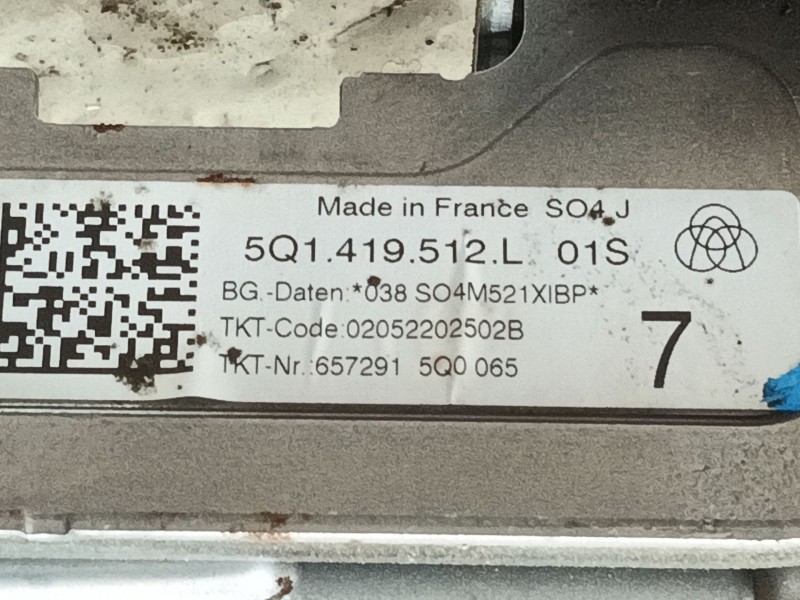 Made in France SO4 J
5Q1.419.512.L 01S
BG.-Daten:*038 SO4M521XIBP*
TKT-Code:02052202502B
TKT-Nr.:657291 5Q0 065
7